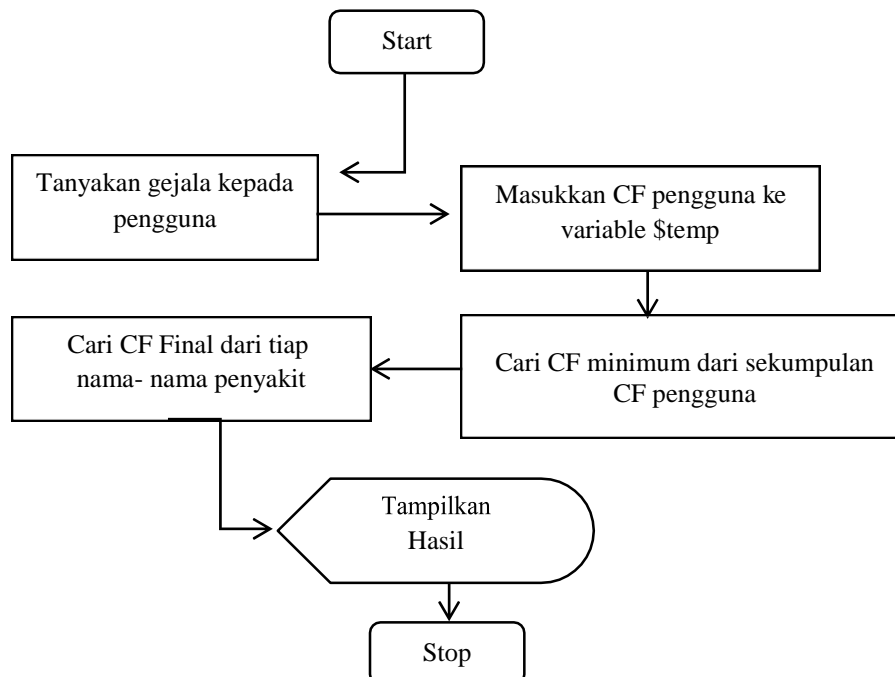 Start
Tanyakan gejala kepada
pengguna
Masukkan CF pengguna ke
variable $temp
Cari CF minimum dari sekumpulan
CF pengguna
Cari CF Final dari tiap
nama- nama penyakit
Tampilkan
Hasil
Stop